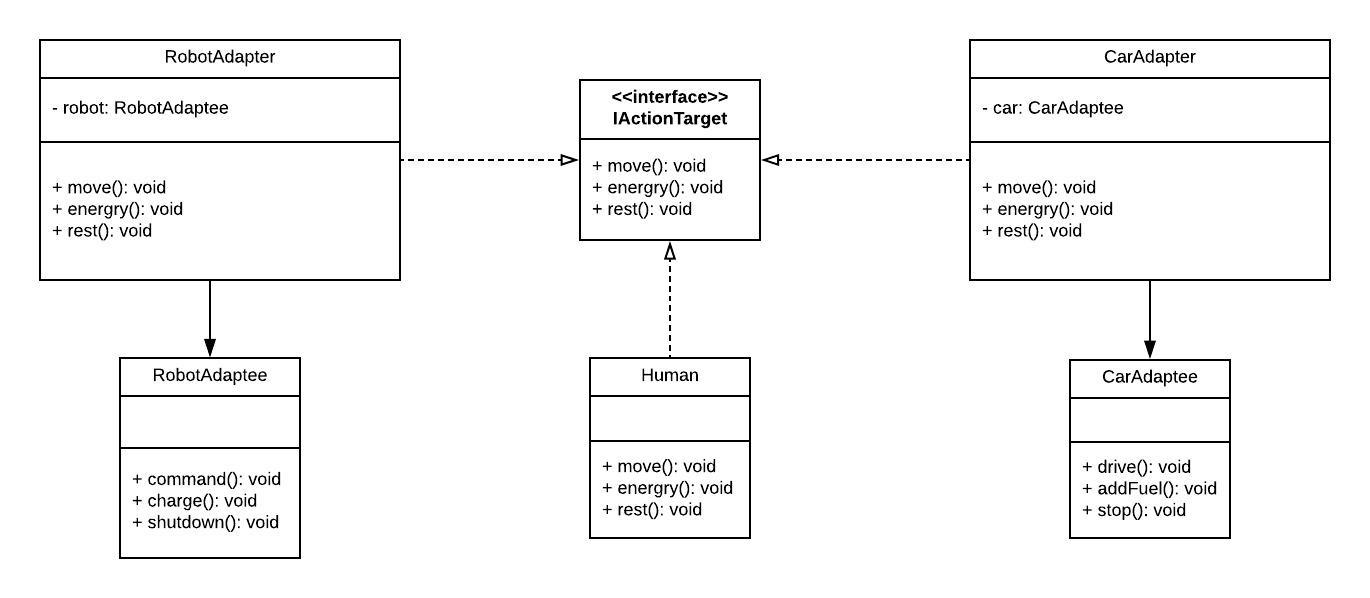 RobotAdapter
- robot: RobotAdaptee
+ move(): void
+ energry(): void
+ rest(): void
<<interface>>
IActionTarget
+ move(): void
+ energry(): void
+ rest(): void
CarAdapter
- car: CarAdaptee
+ move(): void
+ energry(): void
+ rest(): void
RobotAdaptee
+ command(): void
+ charge(): void
+ shutdown(): void
Human
+ move(): void
+ energry(): void
+ rest(): void
CarAdaptee
+ drive(): void
+ addFuel(): void
+ stop(): void